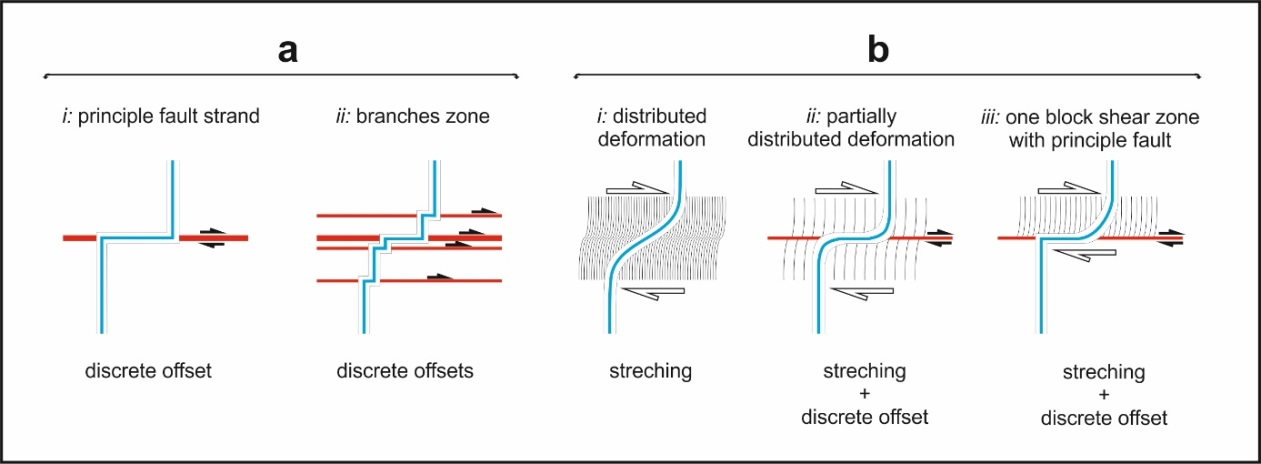 a
b
i: principle fault strand
ii: branches zone
i: distributed
deformation
ii: partially
distributed deformation
iii: one block shear zone
with principle fault
discrete offset
discrete offsets
streching
streching
+
discrete offset
streching
+
discrete offset